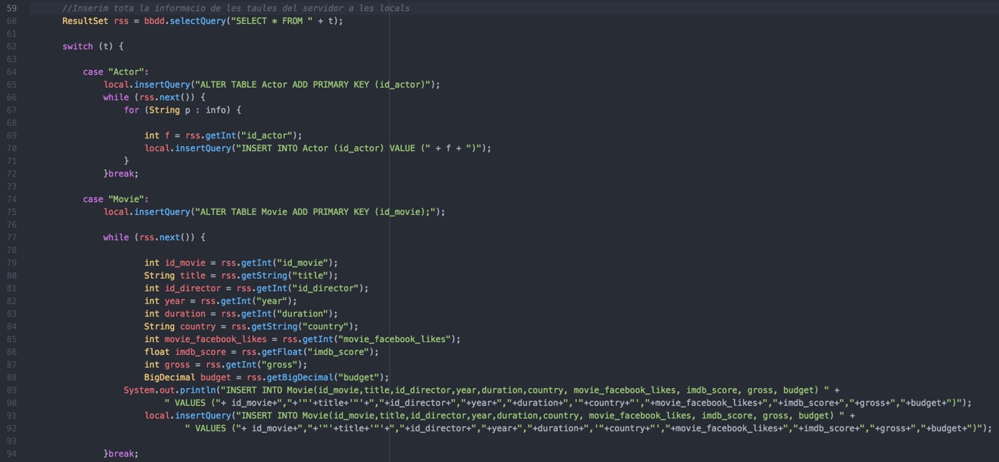 59 //Inserim tota la informacio de les taules del servidor a les locals
60 ResultSet rss = bbdd.selectQuery("SELECT * FROM " + t);
61
62 switch (t) {
63
64 case "Actor":
65 local.insertQuery("ALTER TABLE Actor ADD PRIMARY KEY (id_actor)");
66 while (rss.next()) {
67 for (String p : info) {
68
69 int f = rss.getInt("id_actor");
70 local.insertQuery("INSERT INTO Actor (id_actor) VALUE (" + f + ")");
71 }
72 }break;
73
74 case "Movie":
75 local.insertQuery("ALTER TABLE Movie ADD PRIMARY KEY (id_movie);");
76
77 while (rss.next()) {
78
79 int id_movie = rss.getInt("id_movie");
80 String title = rss.getString("title");
81 int id_director = rss.getInt("id_director");
82 int year = rss.getInt("year");
83 int duration = rss.getInt("duration");
84 String country = rss.getString("country");
85 int movie_facebook_likes = rss.getInt("movie_facebook_likes");
86 float imdb_score = rss.getFloat("imdb_score");
87 int gross = rss.getInt("gross");
88 BigDecimal budget = rss.getBigDecimal("budget");
89 System.out.println("INSERT INTO Movie(id_movie,title,id_director,year,duration,country, movie_facebook_likes, imdb_score, gross, budget) " +
90 " VALUES ("+ id_movie+","+'"'+title+'"'+","+id_director+","+year+","+duration+",'"+country+"',"+movie_facebook_likes+","+imdb_score+","+gross+","+budget+")");
91 local.insertQuery("INSERT INTO Movie(id_movie,title,id_director,year,duration,country, movie_facebook_likes, imdb_score, gross, budget) " +
92 " VALUES ("+ id_movie+","+'"'+title+'"'+","+id_director+","+year+","+duration+",'"+country+"',"+movie_facebook_likes+","+imdb_score+","+gross+","+budget+")");
93
94 }break;